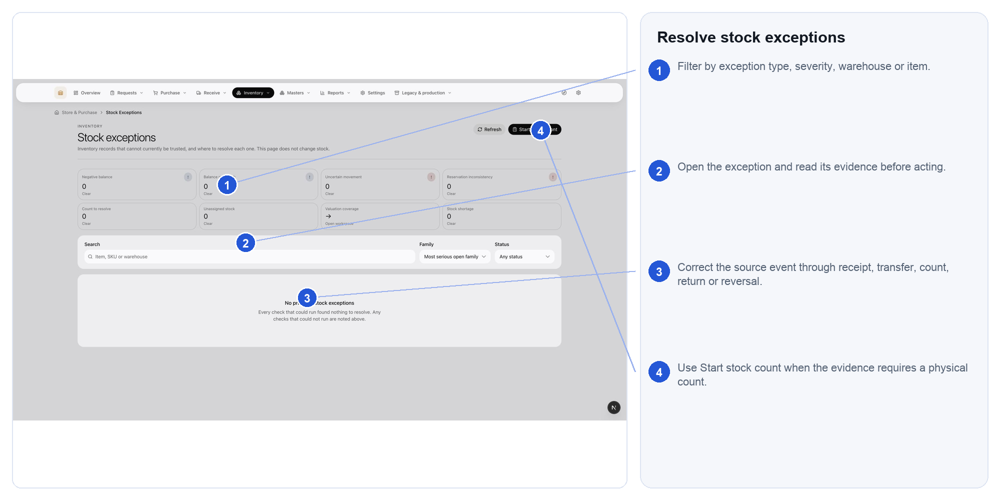 Overview
Requests
Purchase
Receive
Inventory
Masters
Reports
Settings
Legacy & production
Store & Purchase > Stock Exceptions
INVENTORY
Stock exceptions
Inventory records that cannot currently be trusted, and where to resolve each one. This page does not change stock.
Refresh
Start
4
Negative balance
!
0
Clear
Balance
!
0
Clear
1
Uncertain movement
!
0
Clear
Reservation inconsistency
!
0
Clear
Count to resolve
0
Clear
Unassigned stock
0
Clear
Valuation coverage
→
Open workspace
Stock shortage
0
Clear
2
Search
Item, SKU or warehouse
Family
Most serious open family
Status
Any status
3
No stock exceptions
Every check that could run found nothing to resolve. Any
checks that could not run are noted above.
N
Resolve stock exceptions
1 Filter by exception type, severity, warehouse or item.
2 Open the exception and read its evidence before acting.
3 Correct the source event through receipt, transfer, count,
return or reversal.
4 Use Start stock count when the evidence requires a physical
count.